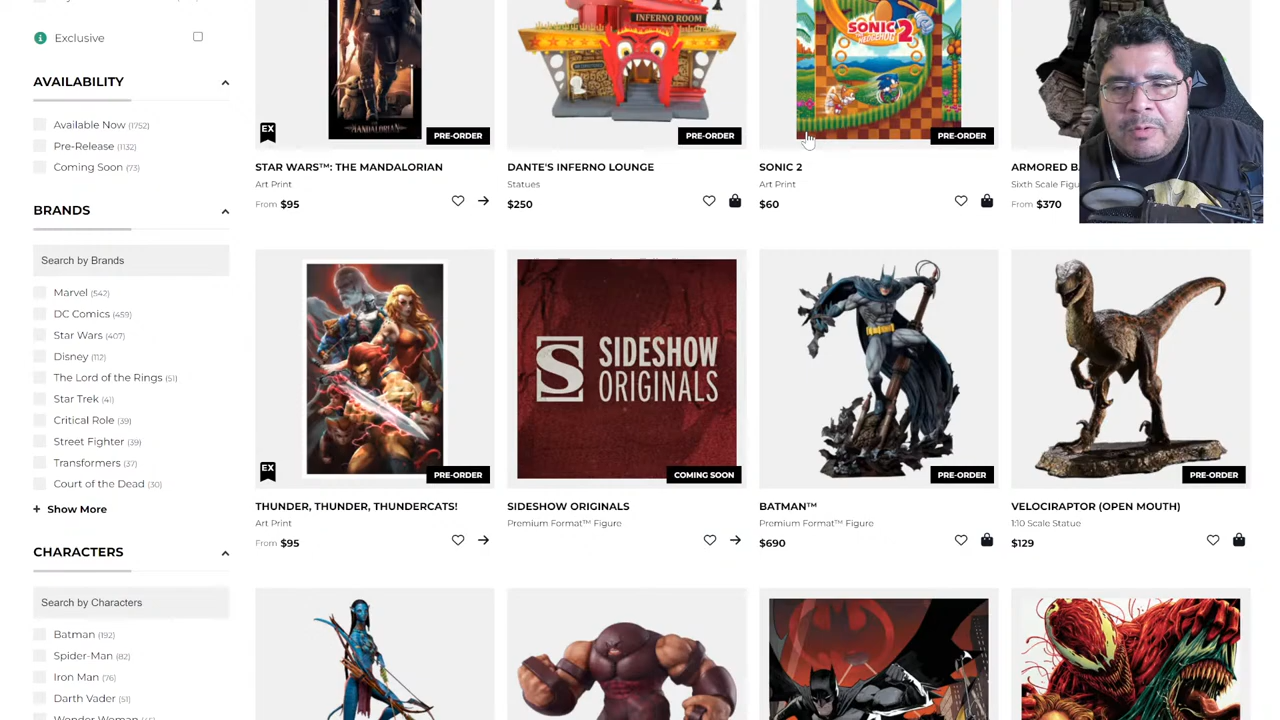 Exclusive
AVAILABILITY
Available Now (1752)
Pre-Release (1132)
Coming Soon (73)
BRANDS
Search by Brands
Marvel (542)
DC Comics (459)
Star Wars (407)
Disney (112)
The Lord of the Rings (51)
Star Trek (41)
Critical Role (39)
Street Fighter (39)
Transformers (37)
Court of the Dead (30)
+ Show More
CHARACTERS
Search by Characters
Batman (192)
Spider-Man (82)
Iron Man (76)
Darth Vader (51)
MANDALORIAN
EX
PRE-ORDER
STAR WARS™: THE MANDALORIAN
Art Print
From $95
INFERNO ROOM
PRE-ORDER
DANTE'S INFERNO LOUNGE
Statues
$250
SONIC 2
THE HEDGEHOG
PRE-ORDER
SONIC 2
Art Print
$60
ARMORED
Sixth Scale
From $370
EX
PRE-ORDER
THUNDER, THUNDER, THUNDERCATS!
Art Print
From $95
S SIDESHOW
ORIGINALS
COMING SOON
SIDESHOW ORIGINALS
Premium Format™ Figure
PRE-ORDER
BATMAN™
Premium Format™ Figure
$690
PRE-ORDER
VELOCIRAPTOR (OPEN MOUTH)
1:10 Scale Statue
$129